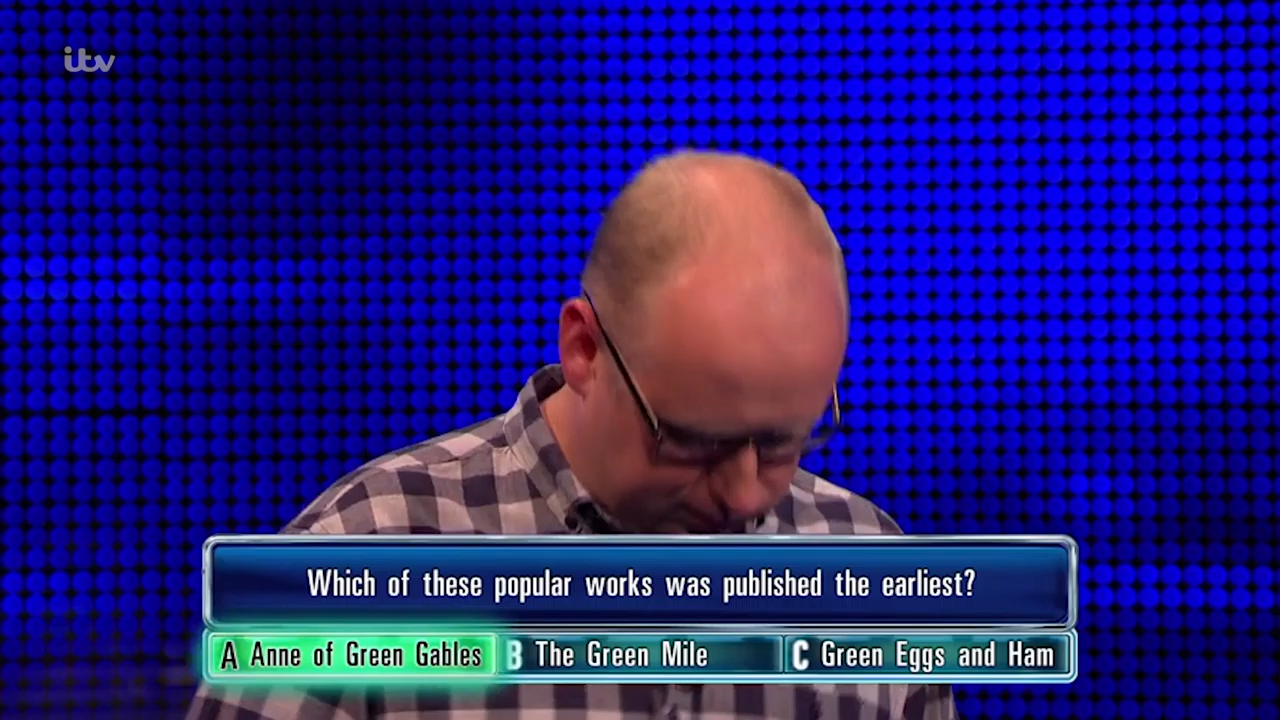 itv
Which of these popular works was published the earliest?
A Anne of Green Gables B The Green Mile C Green Eggs and Ham